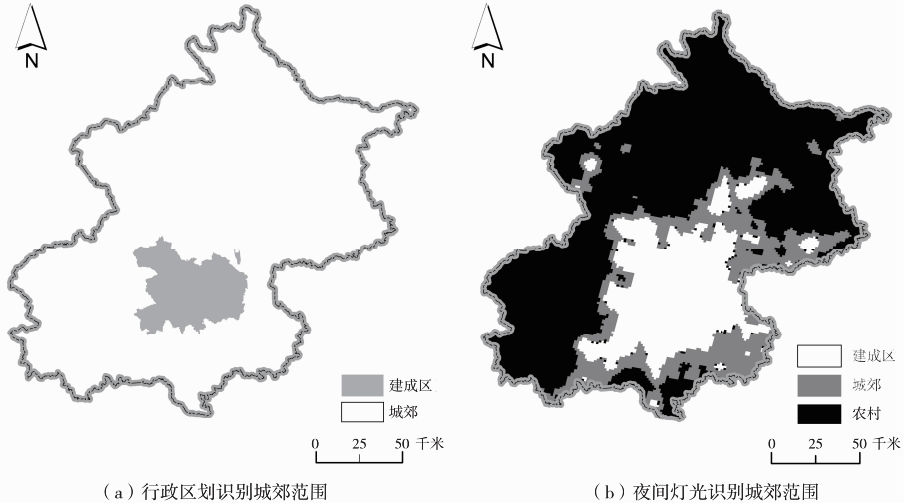 N
建成区
城郊
0 25 50 千米
(a)行政区划识别城郊范围
N
建成区
城郊
农村
0 25 50 千米
(b)夜间灯光识别城郊范围